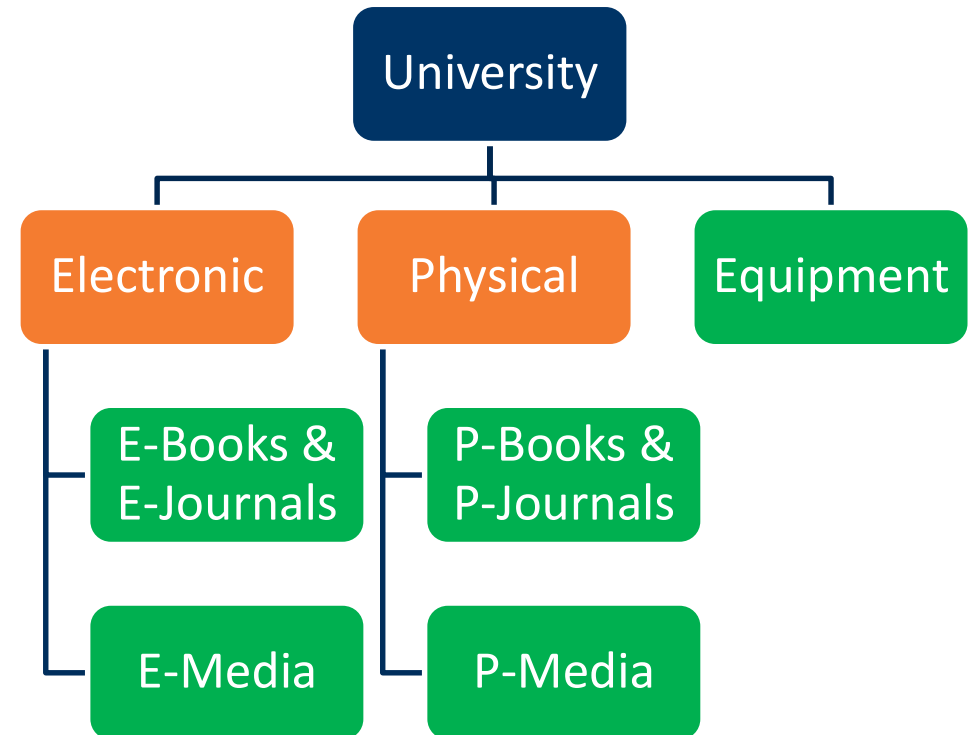 University
Electronic
Physical
Equipment
E-Books &
E-Journals
P-Books &
P-Journals
E-Media
P-Media